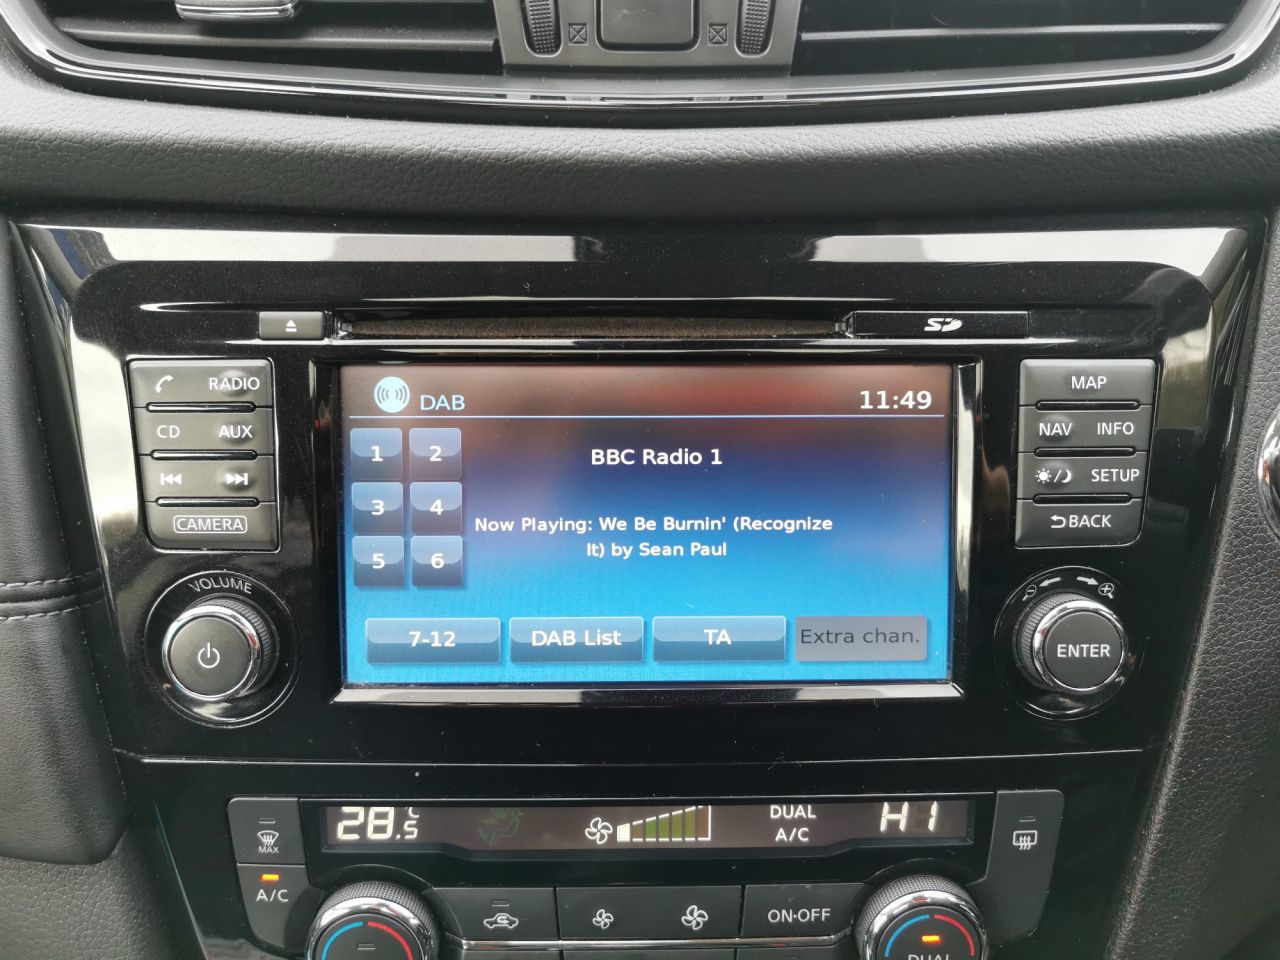 SD
RADIO
CD AUX
CAMERA
VOLUME
DAB 11:49
1 2
3 4
5 6
BBC Radio 1
Now Playing: We Be Burnin' (Recognize
It) by Sean Paul
7-12 DAB List TA Extra chan.
MAP
NAV INFO
SETUP
BACK
ENTER
MAX
A/C
28.5 °C
DUAL
A/C
HI
ON·OFF
DUAL